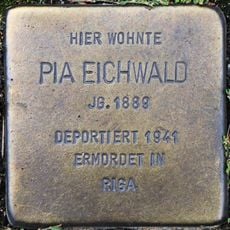 HIER WOHNTE
PIA EICHWALD
JG. 1889
DEPORTIERT 1941
ERMORDET IN
RIGA